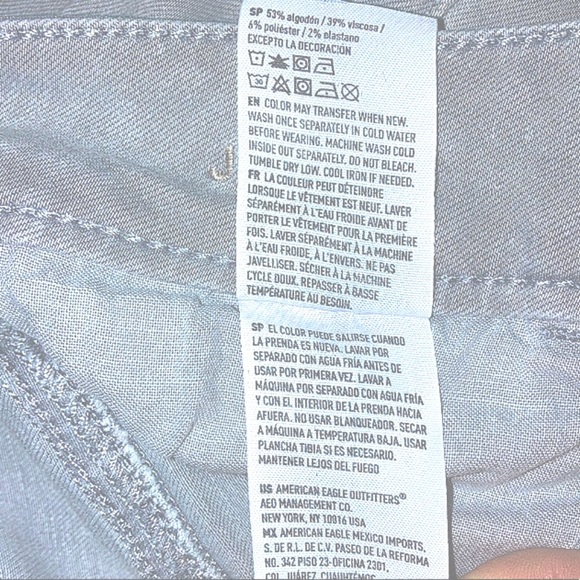 SP 53% algodón / 39% viscosa /
6% poliéster / 2% elastano
EXCEPTO LA DECORACIÓN
EN COLOR MAY TRANSFER WHEN NEW.
WASH ONCE SEPARATELY IN COLD WATER
BEFORE WEARING. MACHINE WASH COLD
INSIDE OUT SEPARATELY. DO NOT BLEACH.
TUMBLE DRY LOW. COOL IRON IF NEEDED.
FR LA COULEUR PEUT DÉTEINDRE
LORSQUE LE VÊTEMENT EST NEUF. LAVER
SÉPARÉMENT À L'EAU FROIDE AVANT DE
PORTER LE VÊTEMENT POUR LA PREMIÈRE
FOIS. LAVER SÉPARÉMENT À LA MACHINE
À L'EAU FROIDE, À L'ENVERS. NE PAS
JAVELLISER. SÉCHER À LA MACHINE
CYCLE DOUX. REPASSER À BASSE
TEMPÉRATURE AU BESOIN.
SP EL COLOR PUEDE SALIRSE CUANDO
LA PRENDA ES NUEVA. LAVAR POR
SEPARADO CON AGUA FRÍA ANTES DE
USAR POR PRIMERA VEZ. LAVAR A
MÁQUINA POR SEPARADO CON AGUA FRÍA
Y CON EL INTERIOR DE LA PRENDA HACIA
AFUERA. NO USAR BLANQUEADOR. SECAR
A MÁQUINA A TEMPERATURA BAJA. USAR
PLANCHA TIBIA SI ES NECESARIO.
MANTENER LEJOS DEL FUEGO
US AMERICAN EAGLE OUTFITTERS®
AEO MANAGEMENT CO.
NEW YORK, NY 10016 USA
MX AMERICAN EAGLE MEXICO IMPORTS,
S. DE R.L. DE C.V. PASEO DE LA REFORMA
NO. 342 PISO 23-OFICINA 2301,
COL. JUÁREZ, CUAUHTÉMOC,